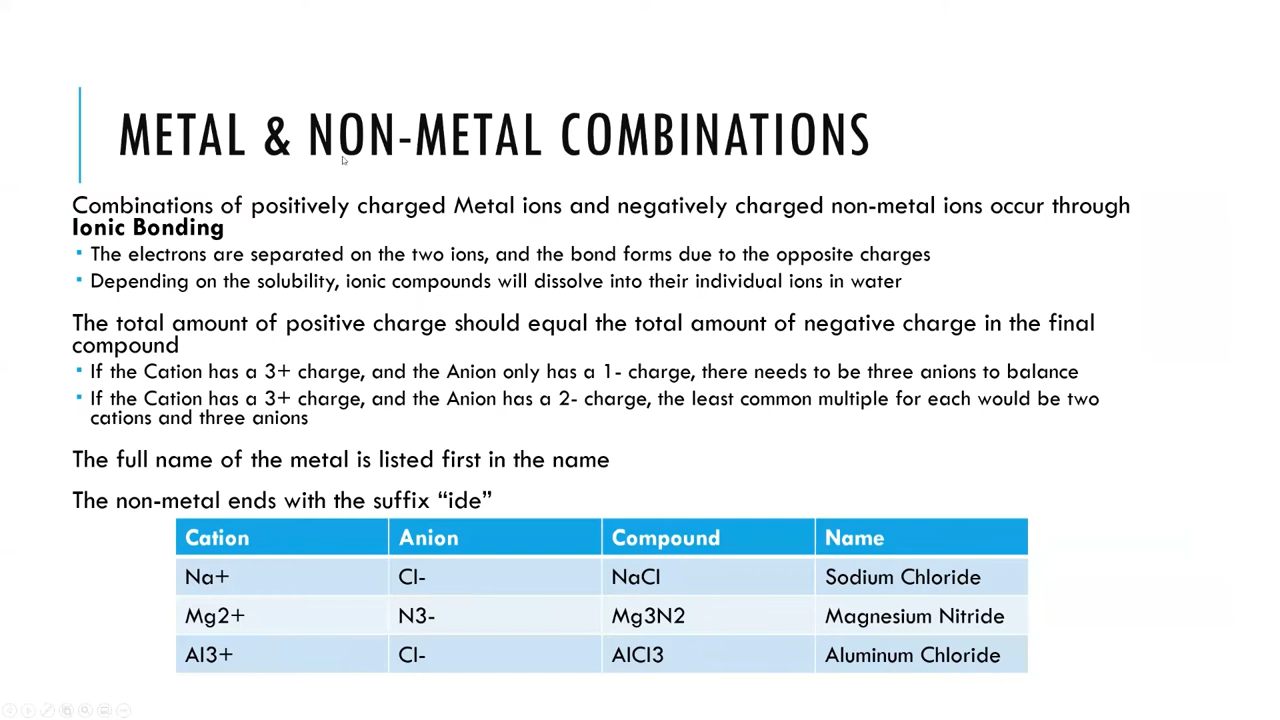 METAL & NON-METAL COMBINATIONS
Combinations of positively charged Metal ions and negatively charged non-metal ions occur through
Ionic Bonding
▪ The electrons are separated on the two ions, and the bond forms due to the opposite charges
▪ Depending on the solubility, ionic compounds will dissolve into their individual ions in water
The total amount of positive charge should equal the total amount of negative charge in the final
compound
▪ If the Cation has a 3+ charge, and the Anion only has a 1- charge, there needs to be three anions to balance
▪ If the Cation has a 3+ charge, and the Anion has a 2- charge, the least common multiple for each would be two
cations and three anions
The full name of the metal is listed first in the name
The non-metal ends with the suffix “ide”
Cation Anion Compound Name
Na+ Cl- NaCl Sodium Chloride
Mg2+ N3- Mg3N2 Magnesium Nitride
Al3+ Cl- AlCl3 Aluminum Chloride